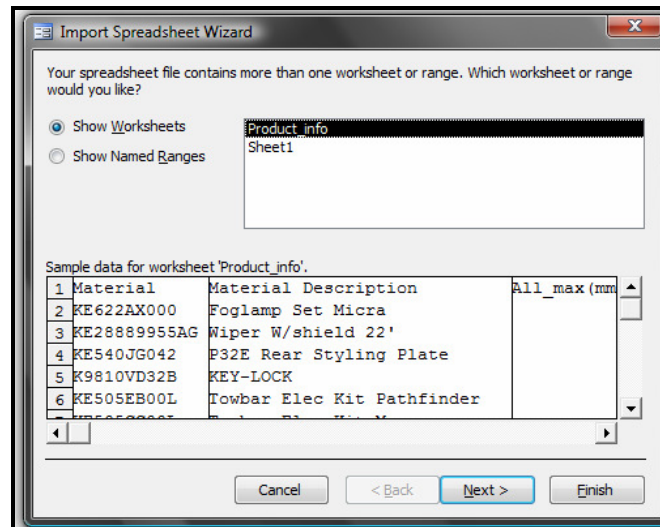 Import Spreadsheet Wizard
Your spreadsheet file contains more than one worksheet or range. Which worksheet or range
would you like?
Show Worksheets
Show Named Ranges
Product_info
Sheet1
Sample data for worksheet 'Product_info'.
1 Material Material Description All_max(mm
2 KE622AX000 Foglamp Set Micra
3 KE28889955AG Wiper W/shield 22'
4 KE540JG042 P32E Rear Styling Plate
5 K9810VD32B KEY-LOCK
6 KE505EB00L Towbar Elec Kit Pathfinder
Cancel < Back Next > Finish